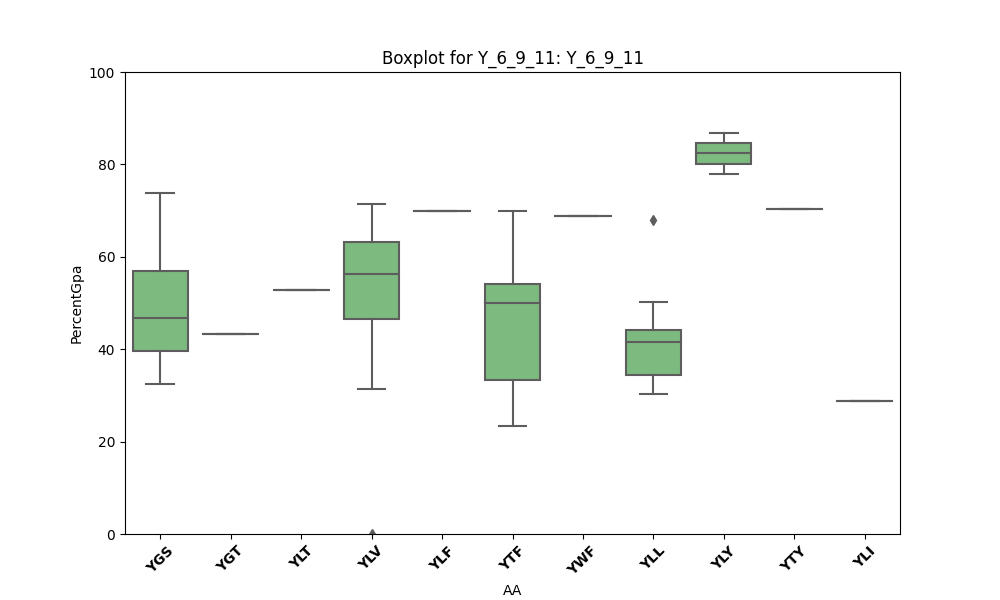 Boxplot for Y_6_9_11: Y_6_9_11
100
80
60
40
20
0
PercentGpa
YGS YGT YLT YLV YLF YTF YWF YLL YLY YTY YLI
AA